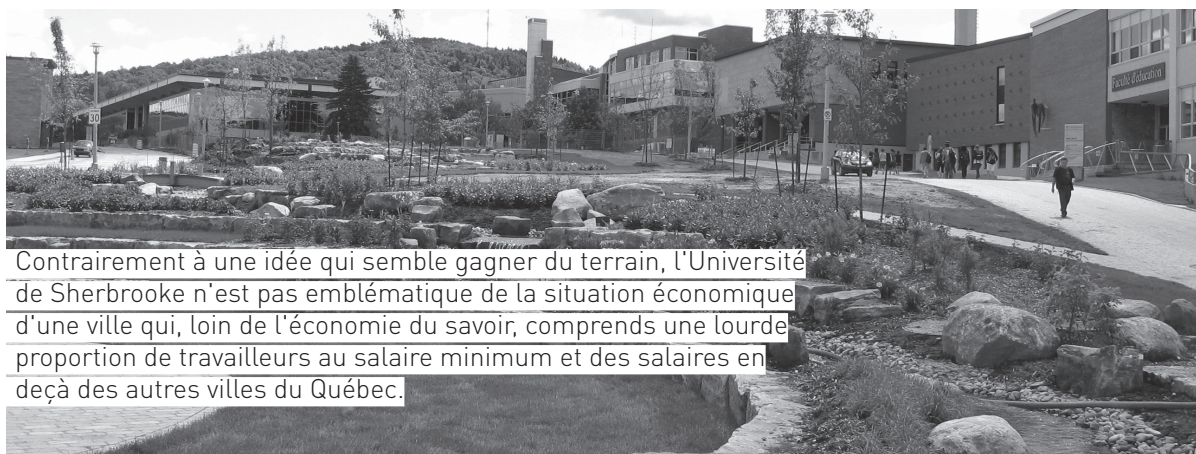 30
Faculté d'éducation
Contrairement à une idée qui semble gagner du terrain, l'Université
de Sherbrooke n'est pas emblématique de la situation économique
d'une ville qui, loin de l'économie du savoir, comprends une lourde
proportion de travailleurs au salaire minimum et des salaires en
deçà des autres villes du Québec.